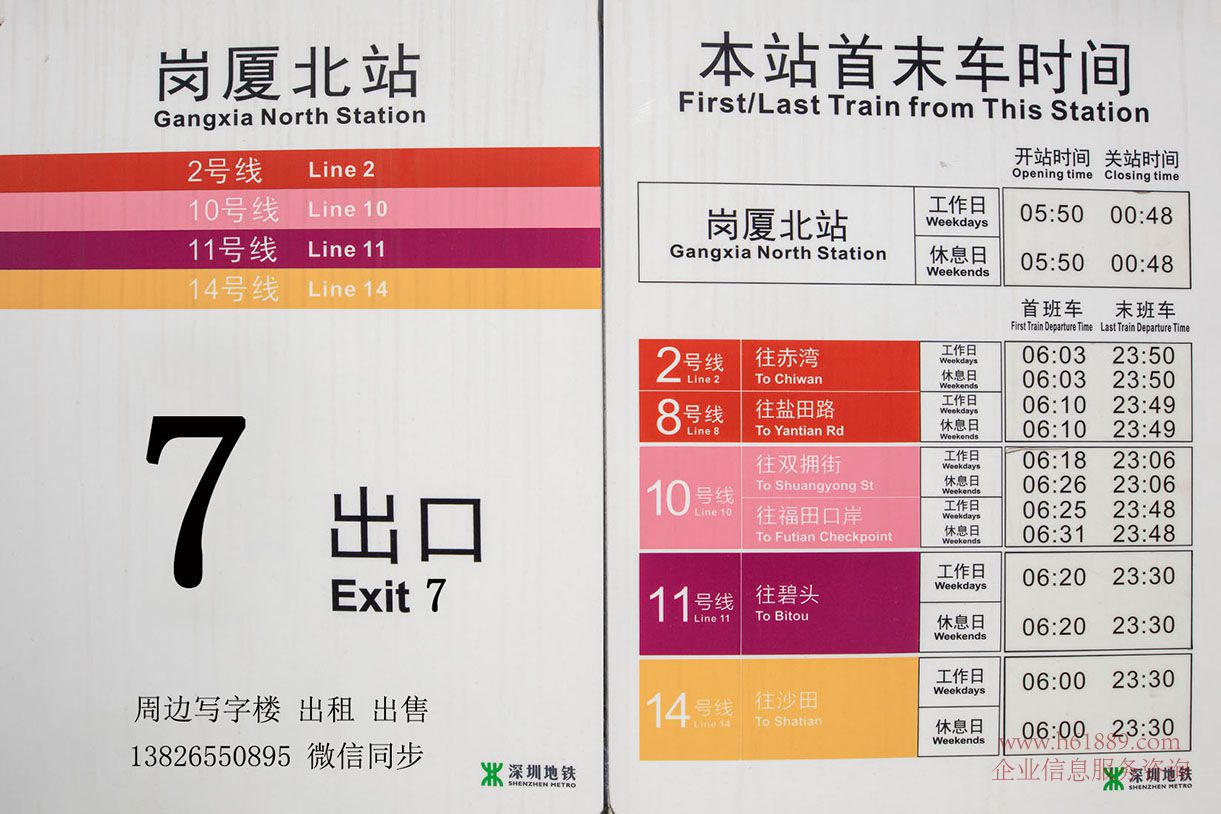 岗厦北站
Gangxia North Station
2号线 Line 2
10号线 Line 10
11号线 Line 11
14号线 Line 14
7 出口
Exit 7
周边写字楼 出租 出售
13826550895 微信同步
深圳地铁
SHENZHEN METRO
本站首末车时间
First/Last Train from This Station
开站时间 关站时间
Opening time Closing time
岗厦北站
Gangxia North Station
工作日 05:50 00:48
Weekdays
休息日 05:50 00:48
Weekends
首班车 末班车
First Train Departure Time Last Train Departure Time
2号线 往赤湾 工作日 06:03 23:50
Line 2 To Chiwan Weekdays
休息日 06:03 23:50
Weekends
8号线 往盐田路 工作日 06:10 23:49
Line 8 To Yantian Rd Weekdays
休息日 06:10 23:49
Weekends
10号线 往双拥街 工作日 06:18 23:06
Line 10 To Shuangyong St Weekdays
休息日 06:26 23:06
Weekends
往福田口岸 工作日 06:25 23:48
To Futian Checkpoint Weekdays
休息日 06:31 23:48
Weekends
11号线 往碧头 工作日 06:20 23:30
Line 11 To Bitou Weekdays
休息日 06:20 23:30
Weekends
14号线 往沙田 工作日 06:00 23:30
Line 14 To Shatian Weekdays
休息日 06:00 23:30
Weekends
www.h61889.com
企业信息服务咨询
深圳地铁
SHENZHEN METRO